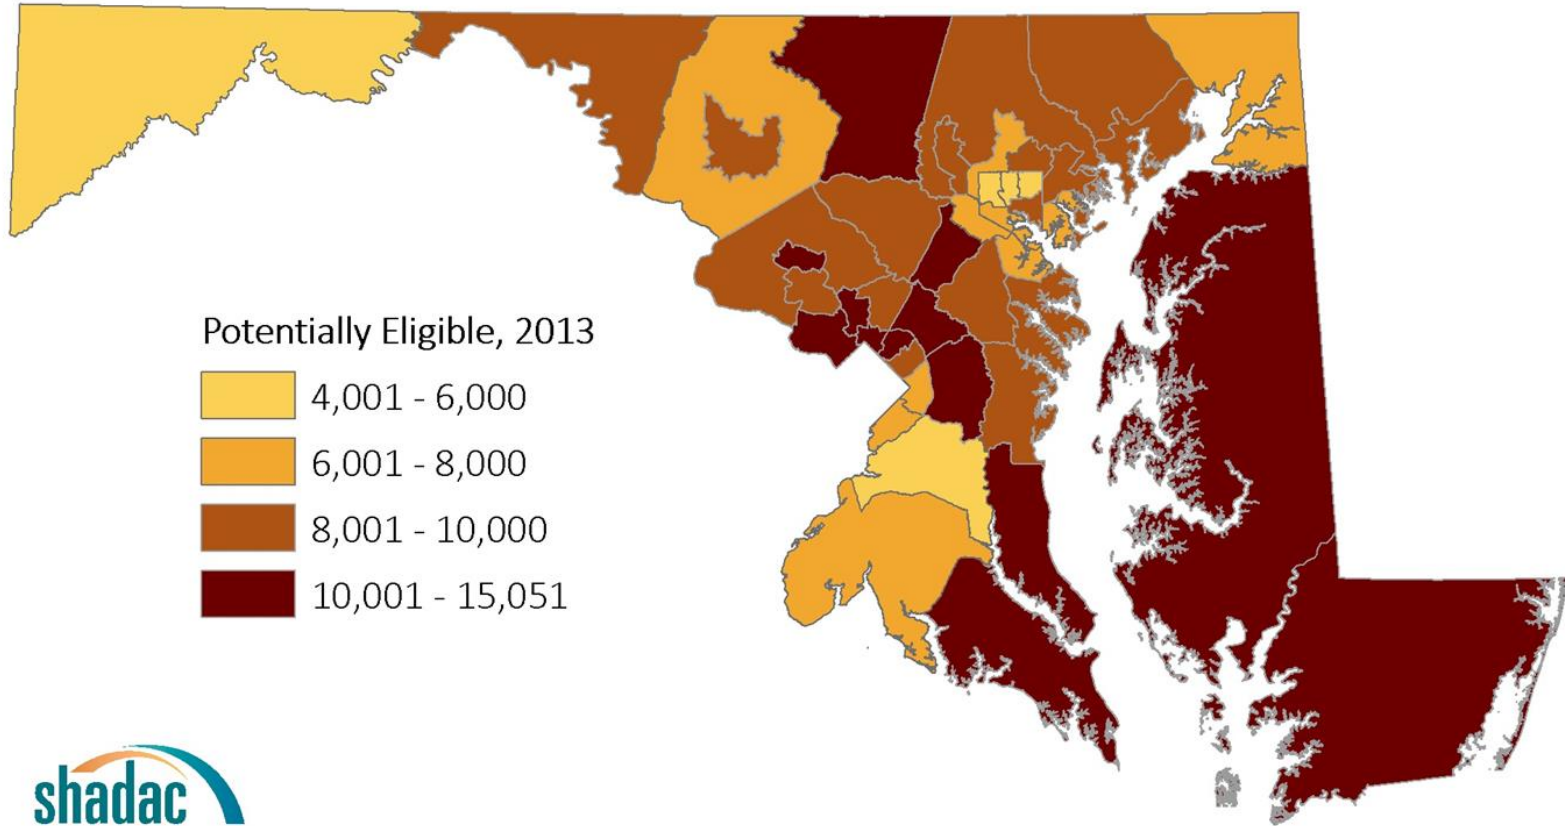 Potentially Eligible, 2013
4,001 - 6,000
6,001 - 8,000
8,001 - 10,000
10,001 - 15,051
shadac